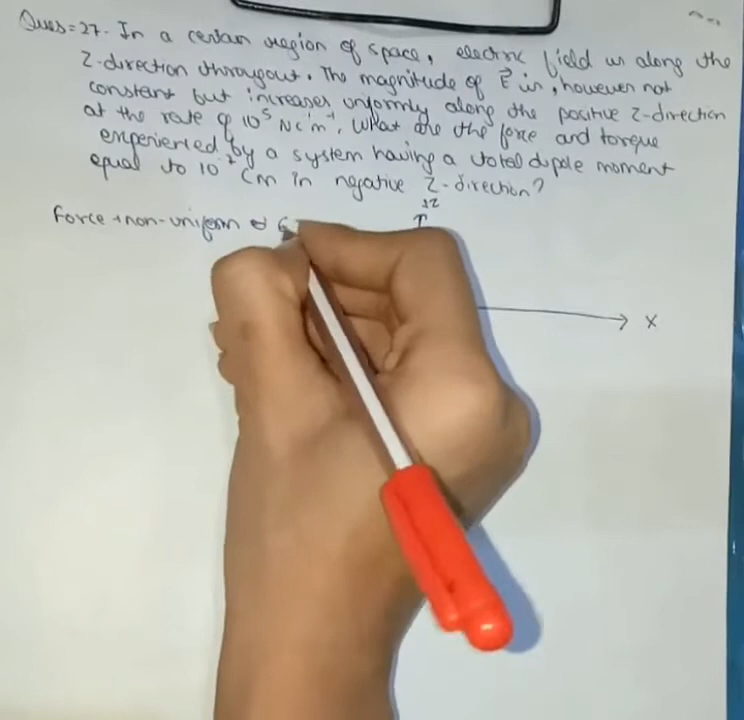 Ques=27. In a certan region of space, electric field is along the
Z-direction througout. The magnitude of E⃗ is, however not
constant but increases uniformly along the positive Z-direction
at the rate of 10⁵ NC⁻¹m⁻¹. What are the force and torque
experienced by a system having a total dipole moment
equal to 10⁻⁷ Cm in negative Z-direction?
Force → non-uniform
X